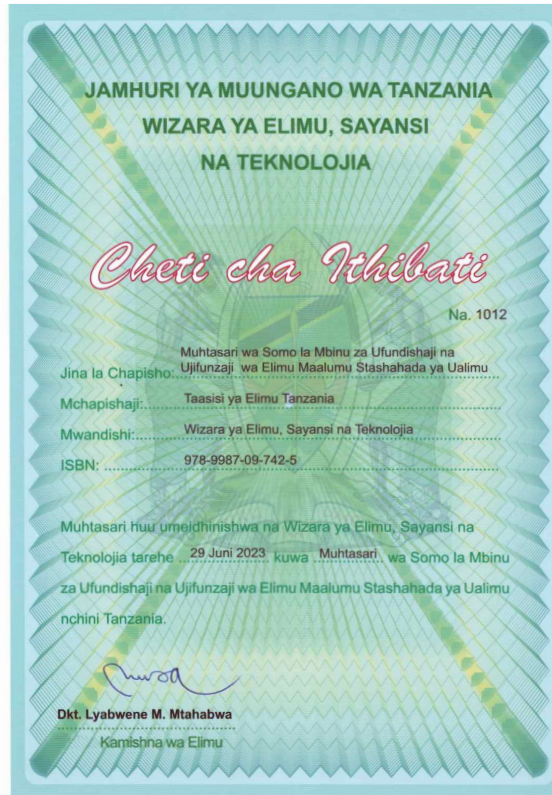 JAMHURI YA MUUNGANO WA TANZANIA
WIZARA YA ELIMU, SAYANSI
NA TEKNOLOJIA
Cheti cha Ithibati
Na. 1012
Jina la Chapisho: Muhtasari wa Somo la Mbinu za Ufundishaji na
Ujifunzaji wa Elimu Maalumu Stashahada ya Ualimu
Mchapishaji: Taasisi ya Elimu Tanzania
Mwandishi: Wizara ya Elimu, Sayansi na Teknolojia
ISBN: 978-9987-09-742-5
Muhtasari huu umeidhinishwa na Wizara ya Elimu, Sayansi na
Teknolojia tarehe 29 Juni 2023 kuwa Muhtasari wa Somo la Mbinu
za Ufundishaji na Ujifunzaji wa Elimu Maalumu Stashahada ya Ualimu
nchini Tanzania.
Dkt. Lyabwene M. Mtahabwa
Kamishna wa Elimu